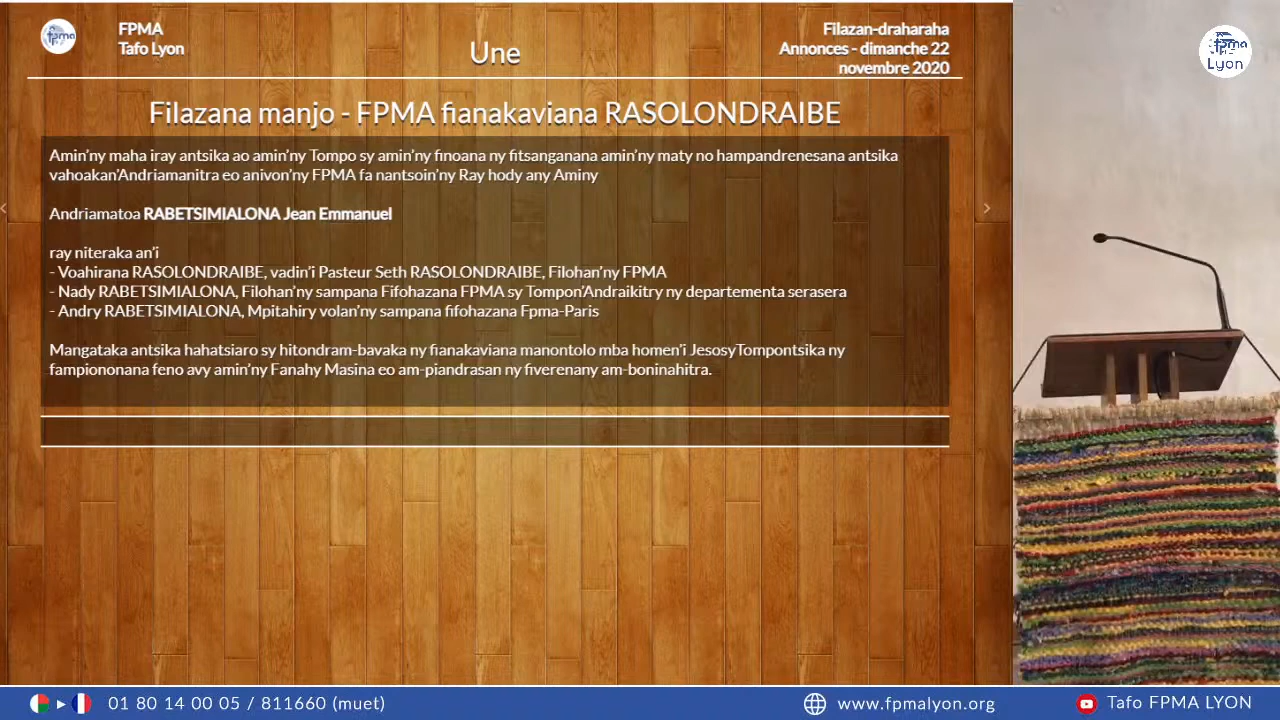 FPMA
Tafo Lyon
Une
Filazan-draharaha
Annonces - dimanche 22
novembre 2020
fpma
fpma
Lyon
Filazana manjo - FPMA fianakaviana RASOLONDRAIBE
Amin'ny maha iray antsika ao amin'ny Tompo sy amin'ny finoana ny fitsanganana amin'ny maty no hampandrenesana antsika
vahoakan'Andriamanitra eo anivon'ny FPMA fa nantsoin'ny Ray hody any Aminy
Andriamatoa RABETSIMIALONA Jean Emmanuel
ray niteraka an'i
- Voahirana RASOLONDRAIBE, vadin'i Pasteur Seth RASOLONDRAIBE, Filohan'ny FPMA
- Nady RABETSIMIALONA, Filohan'ny sampana Fifohazana FPMA sy Tompon'Andraikitry ny departementa serasera
- Andry RABETSIMIALONA, Mpitahiry volan'ny sampana fifohazana Fpma-Paris
Mangataka antsika hahatsiaro sy hitondram-bavaka ny fianakaviana manontolo mba homen'i JesosyTompontsika ny
fampiononana feno avy amin'ny Fanahy Masina eo am-piandrasan ny fiverenany am-boninahitra.
01 80 14 00 05 / 811660 (muet)
www.fpmalyon.org
Tafo FPMA LYON